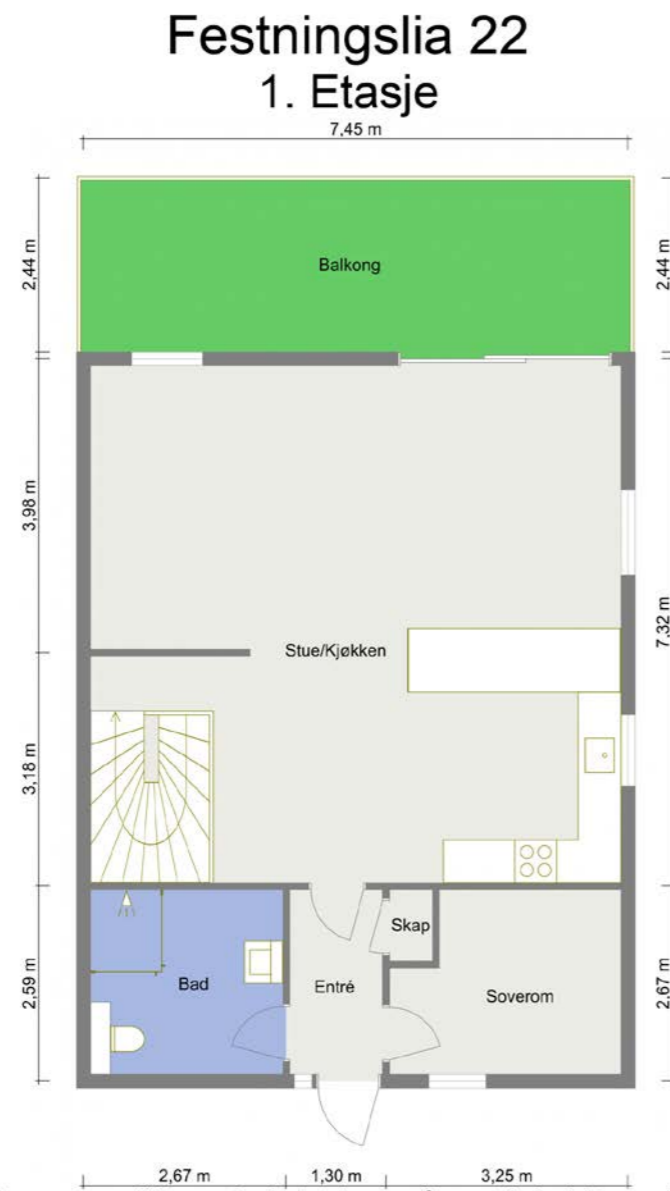 Festningslia 22
1. Etasje
7,45 m
2,44 m
2,44 m
Balkong
3,98 m
7,32 m
Stue/Kjøkken
3,18 m
Skap
2,59 m
Bad
Entré
Soverom
2,67 m
2,67 m
1,30 m
3,25 m